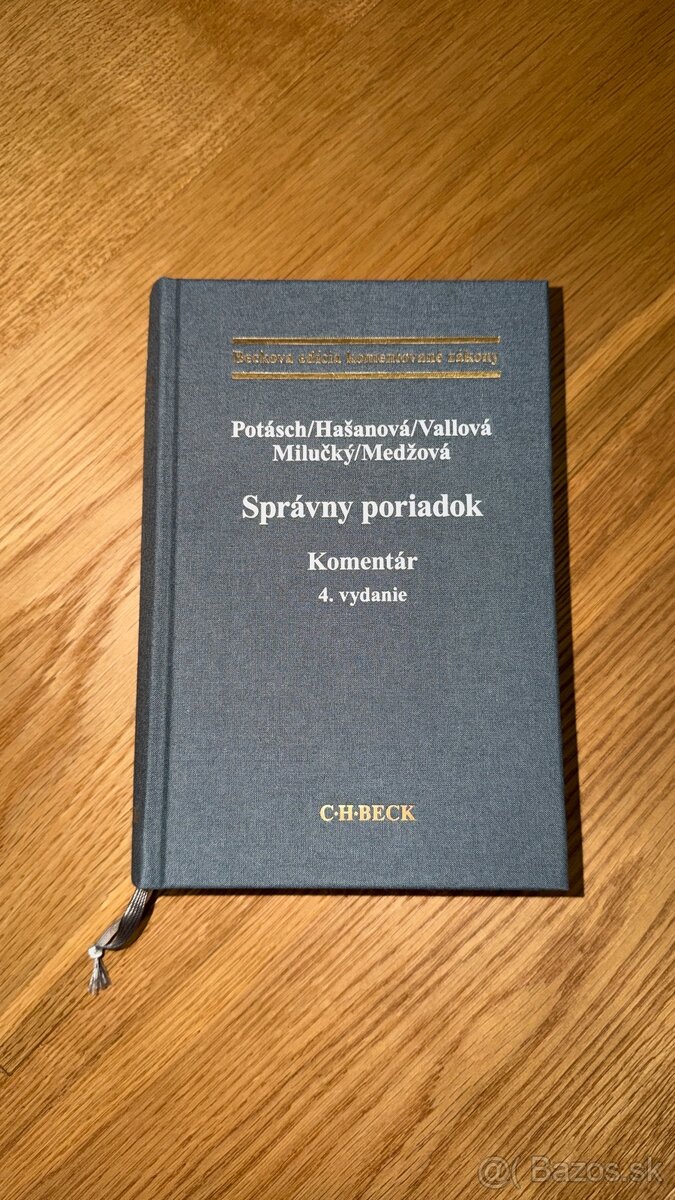 Beckova edícia komentované zákony
Potásch/Hašanová/Vallová
Milučký/Medžová
Správny poriadok
Komentár
4. vydanie
C·H·BECK
@( Bazos.sk